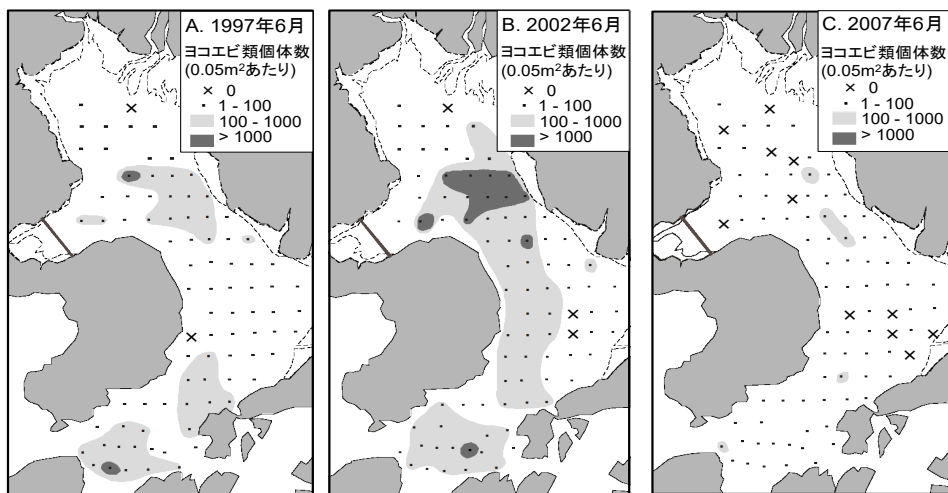 A. 1997年6月
ヨコエビ類個体数
(0.05m²あたり)
× 0
1 - 100
100 - 1000
> 1000
B. 2002年6月
ヨコエビ類個体数
(0.05m²あたり)
× 0
1 - 100
100 - 1000
> 1000
C. 2007年6月
ヨコエビ類個体数
(0.05m²あたり)
× 0
1 - 100
100 - 1000
> 1000